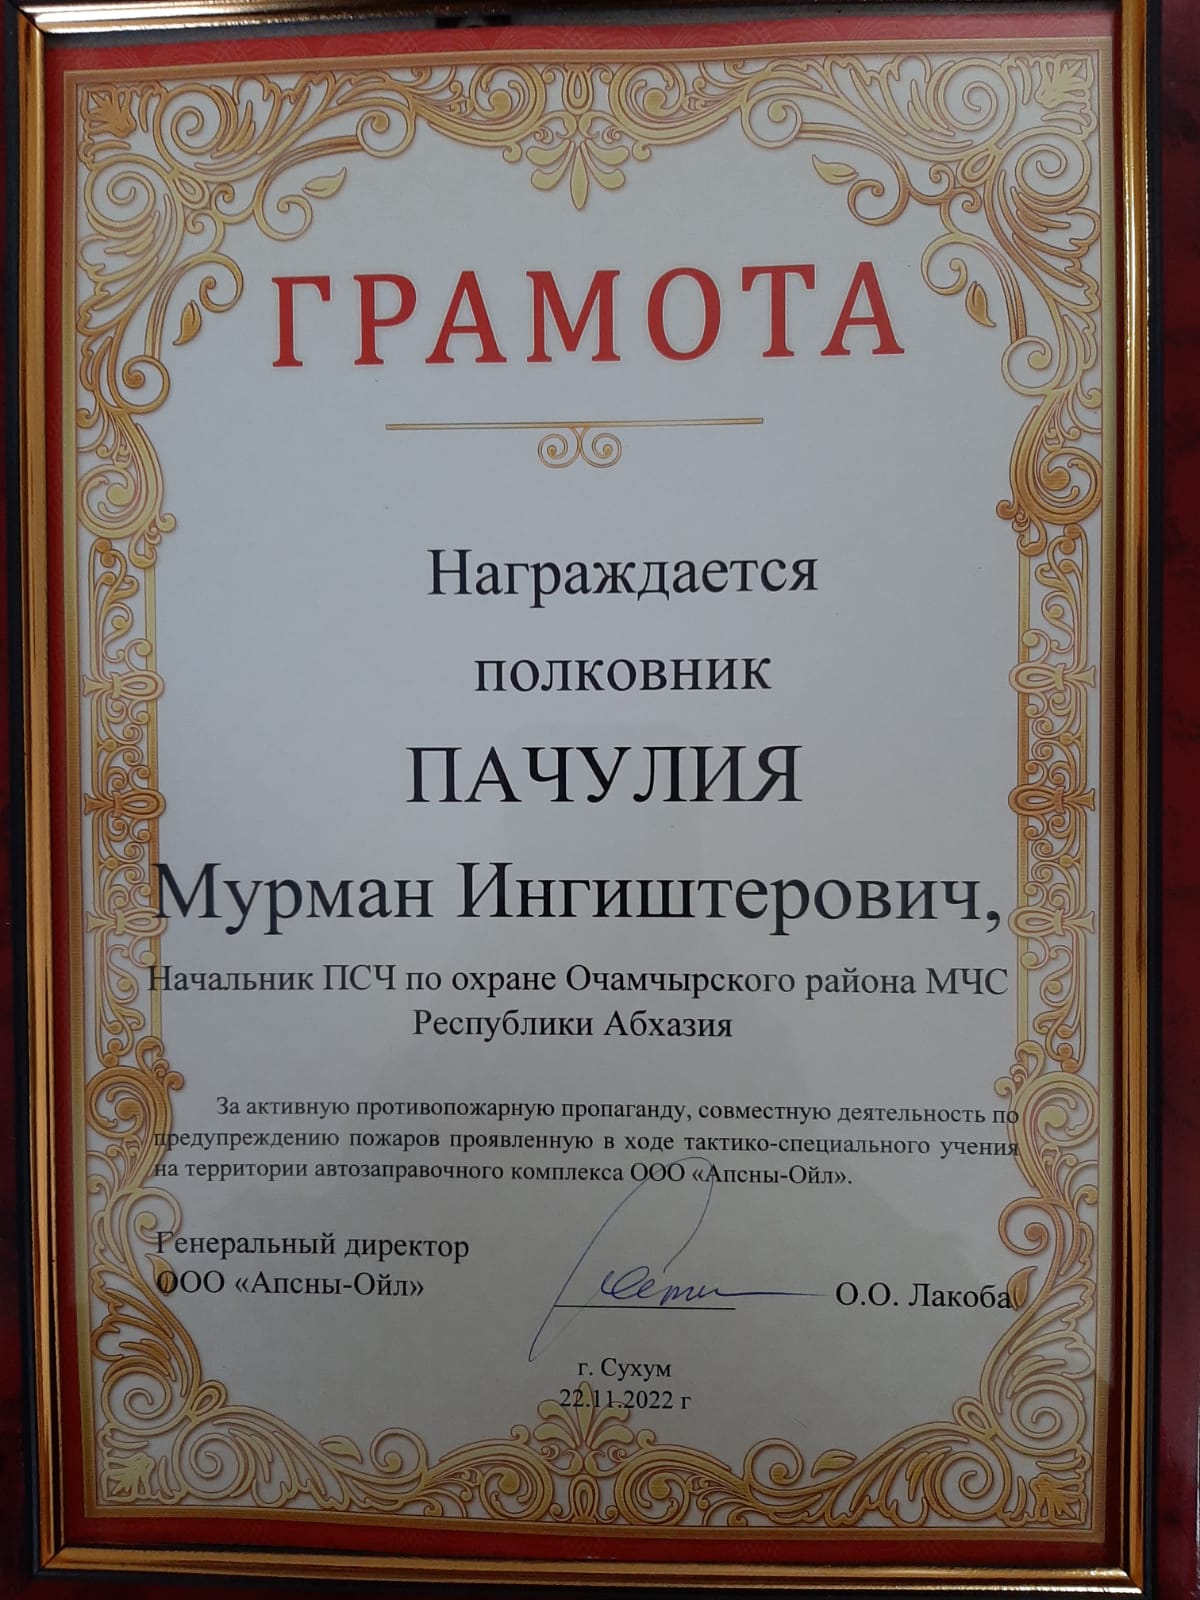 ГРАМОТА
Награждается
полковник
ПАЧУЛИЯ
Мурман Ингиштерович,
Начальник ПСЧ по охране Очамчырского района МЧС
Республики Абхазия
За активную противопожарную пропаганду, совместную деятельность по
предупреждению пожаров проявленную в ходе тактико-специального учения
на территории автозаправочного комплекса ООО «Апсны-Ойл».
Генеральный директор
ООО «Апсны-Ойл»
О.О. Лакоба
г. Сухум
22.11.2022 г